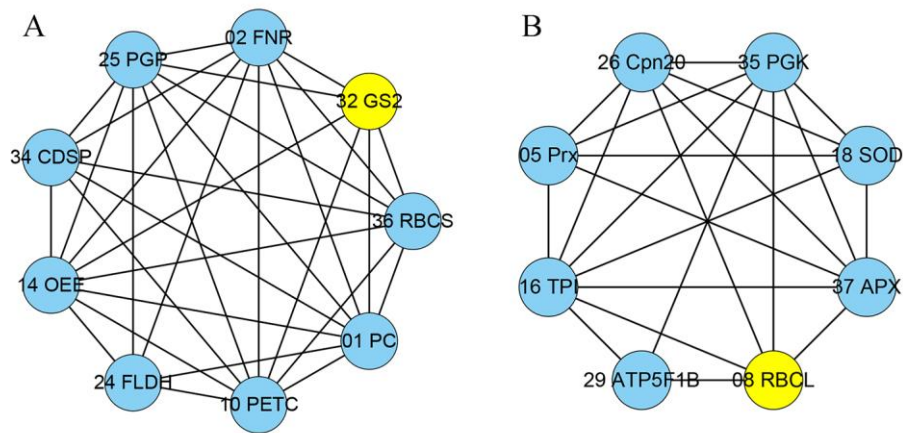 A
02 FNR
25 PGP
32 GS2
34 CDSP
36 RBCS
14 OEE
01 PC
24 FLDH
10 PETC
B
26 Cpn20
35 PGK
05 Prx
18 SOD
16 TPI
37 APX
29 ATP5F1B
08 RBCL